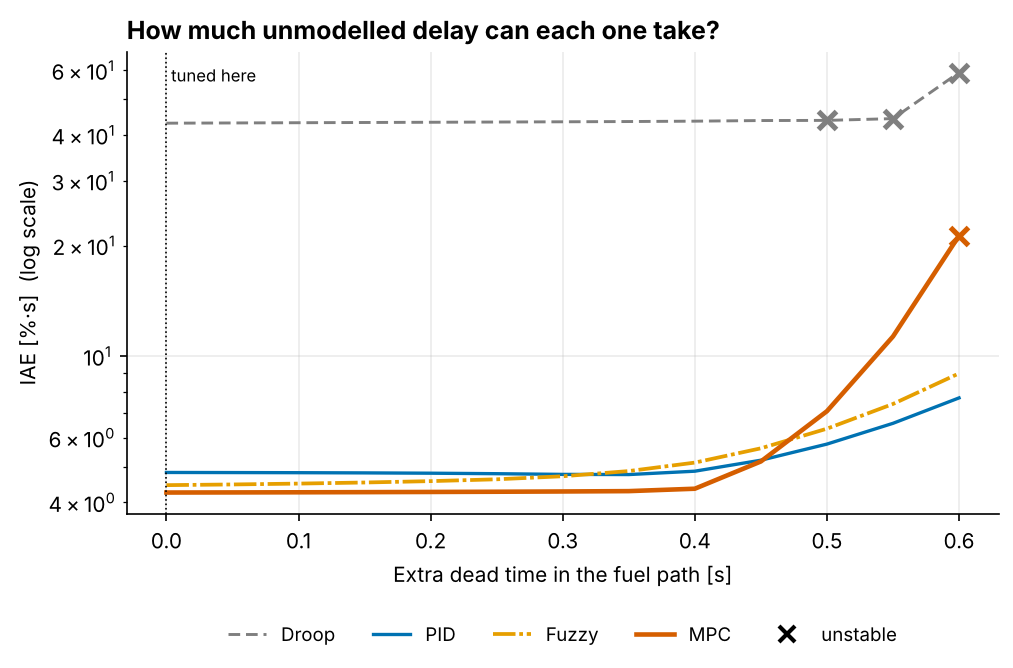 How much unmodelled delay can each one take?
tuned here
IAE [%·s]  (log scale)
6 × 10¹
4 × 10¹
3 × 10¹
2 × 10¹
10¹
6 × 10⁰
4 × 10⁰
0.0 0.1 0.2 0.3 0.4 0.5 0.6
Extra dead time in the fuel path [s]
Droop PID Fuzzy MPC unstable